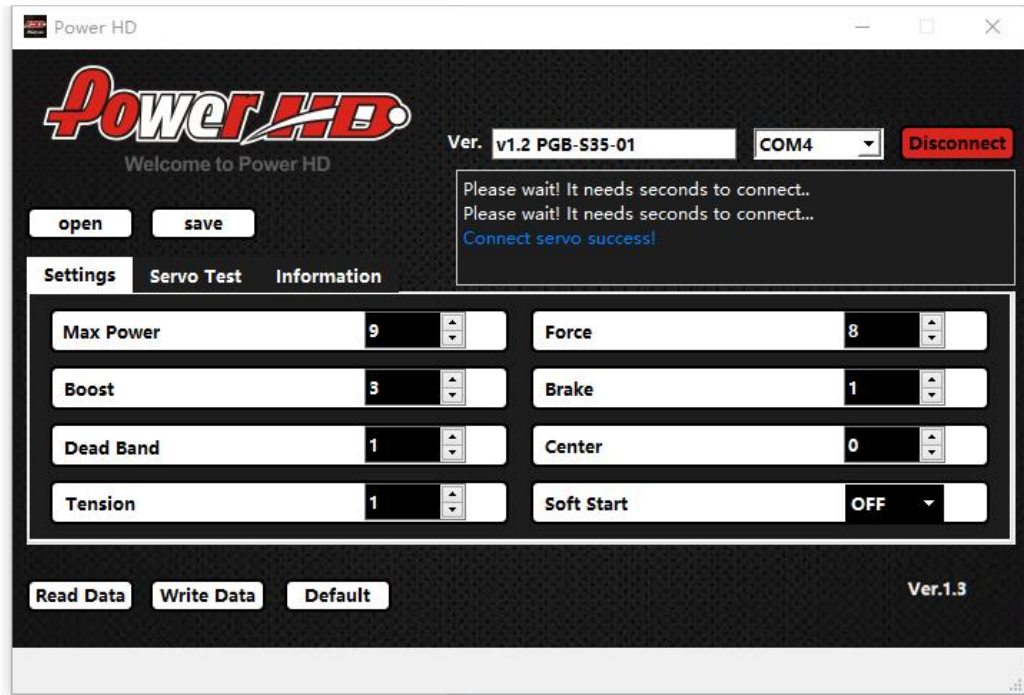 Power HD
Power HD
Welcome to Power HD
Ver. v1.2 PGB-S35-01 COM4 Disconnect
Please wait! It needs seconds to connect..
Please wait! It needs seconds to connect...
Connect servo success!
open save
Settings Servo Test Information
Max Power 9 Force 8
Boost 3 Brake 1
Dead Band 1 Center 0
Tension 1 Soft Start OFF
Read Data Write Data Default Ver.1.3